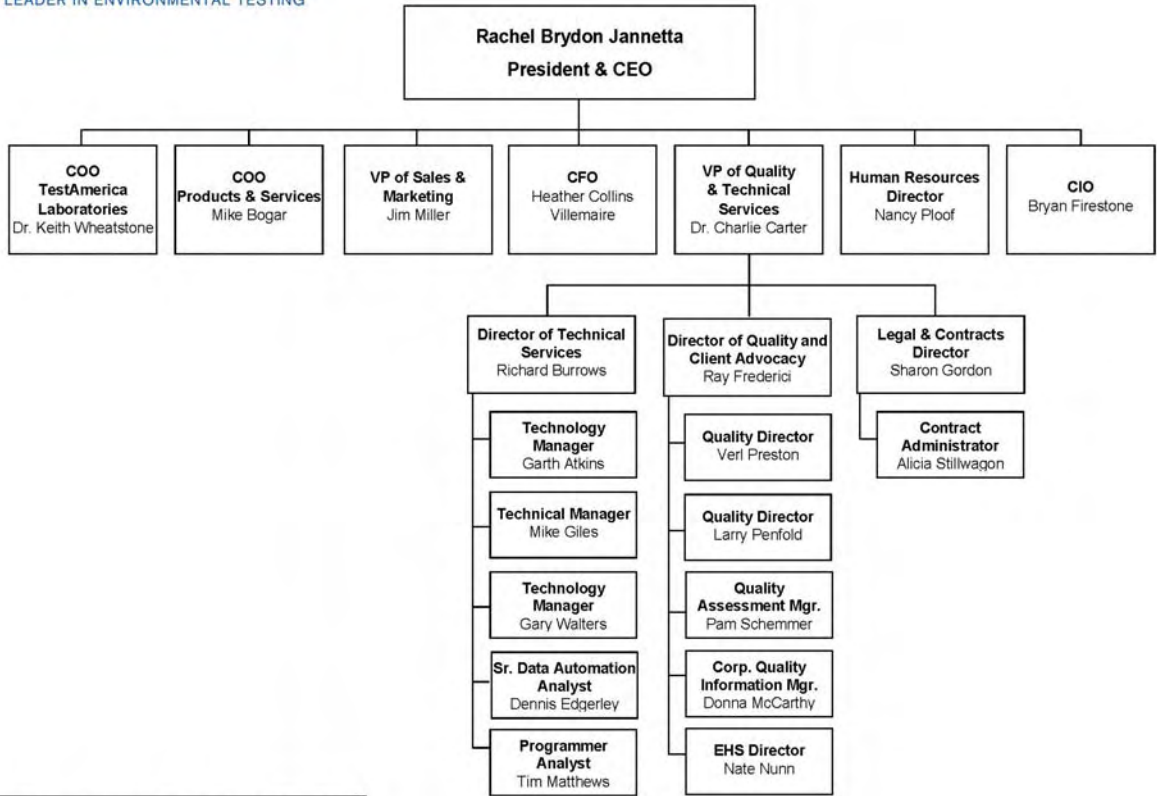 LEADER IN ENVIRONMENTAL TESTING
Rachel Brydon Jannetta
President & CEO
COO
TestAmerica
Laboratories
Dr. Keith Wheatstone
COO
Products & Services
Mike Bogar
VP of Sales &
Marketing
Jim Miller
CFO
Heather Collins
Villemaire
VP of Quality
& Technical
Services
Dr. Charlie Carter
Human Resources
Director
Nancy Ploof
CIO
Bryan Firestone
Director of Technical
Services
Richard Burrows
Technology
Manager
Garth Atkins
Technical Manager
Mike Giles
Technology
Manager
Gary Walters
Sr. Data Automation
Analyst
Dennis Edgerley
Programmer
Analyst
Tim Matthews
Director of Quality and
Client Advocacy
Ray Frederici
Quality Director
Verl Preston
Quality Director
Larry Penfold
Quality
Assessment Mgr.
Pam Schemmer
Corp. Quality
Information Mgr.
Donna McCarthy
EHS Director
Nate Nunn
Legal & Contracts
Director
Sharon Gordon
Contract
Administrator
Alicia Stillwagon